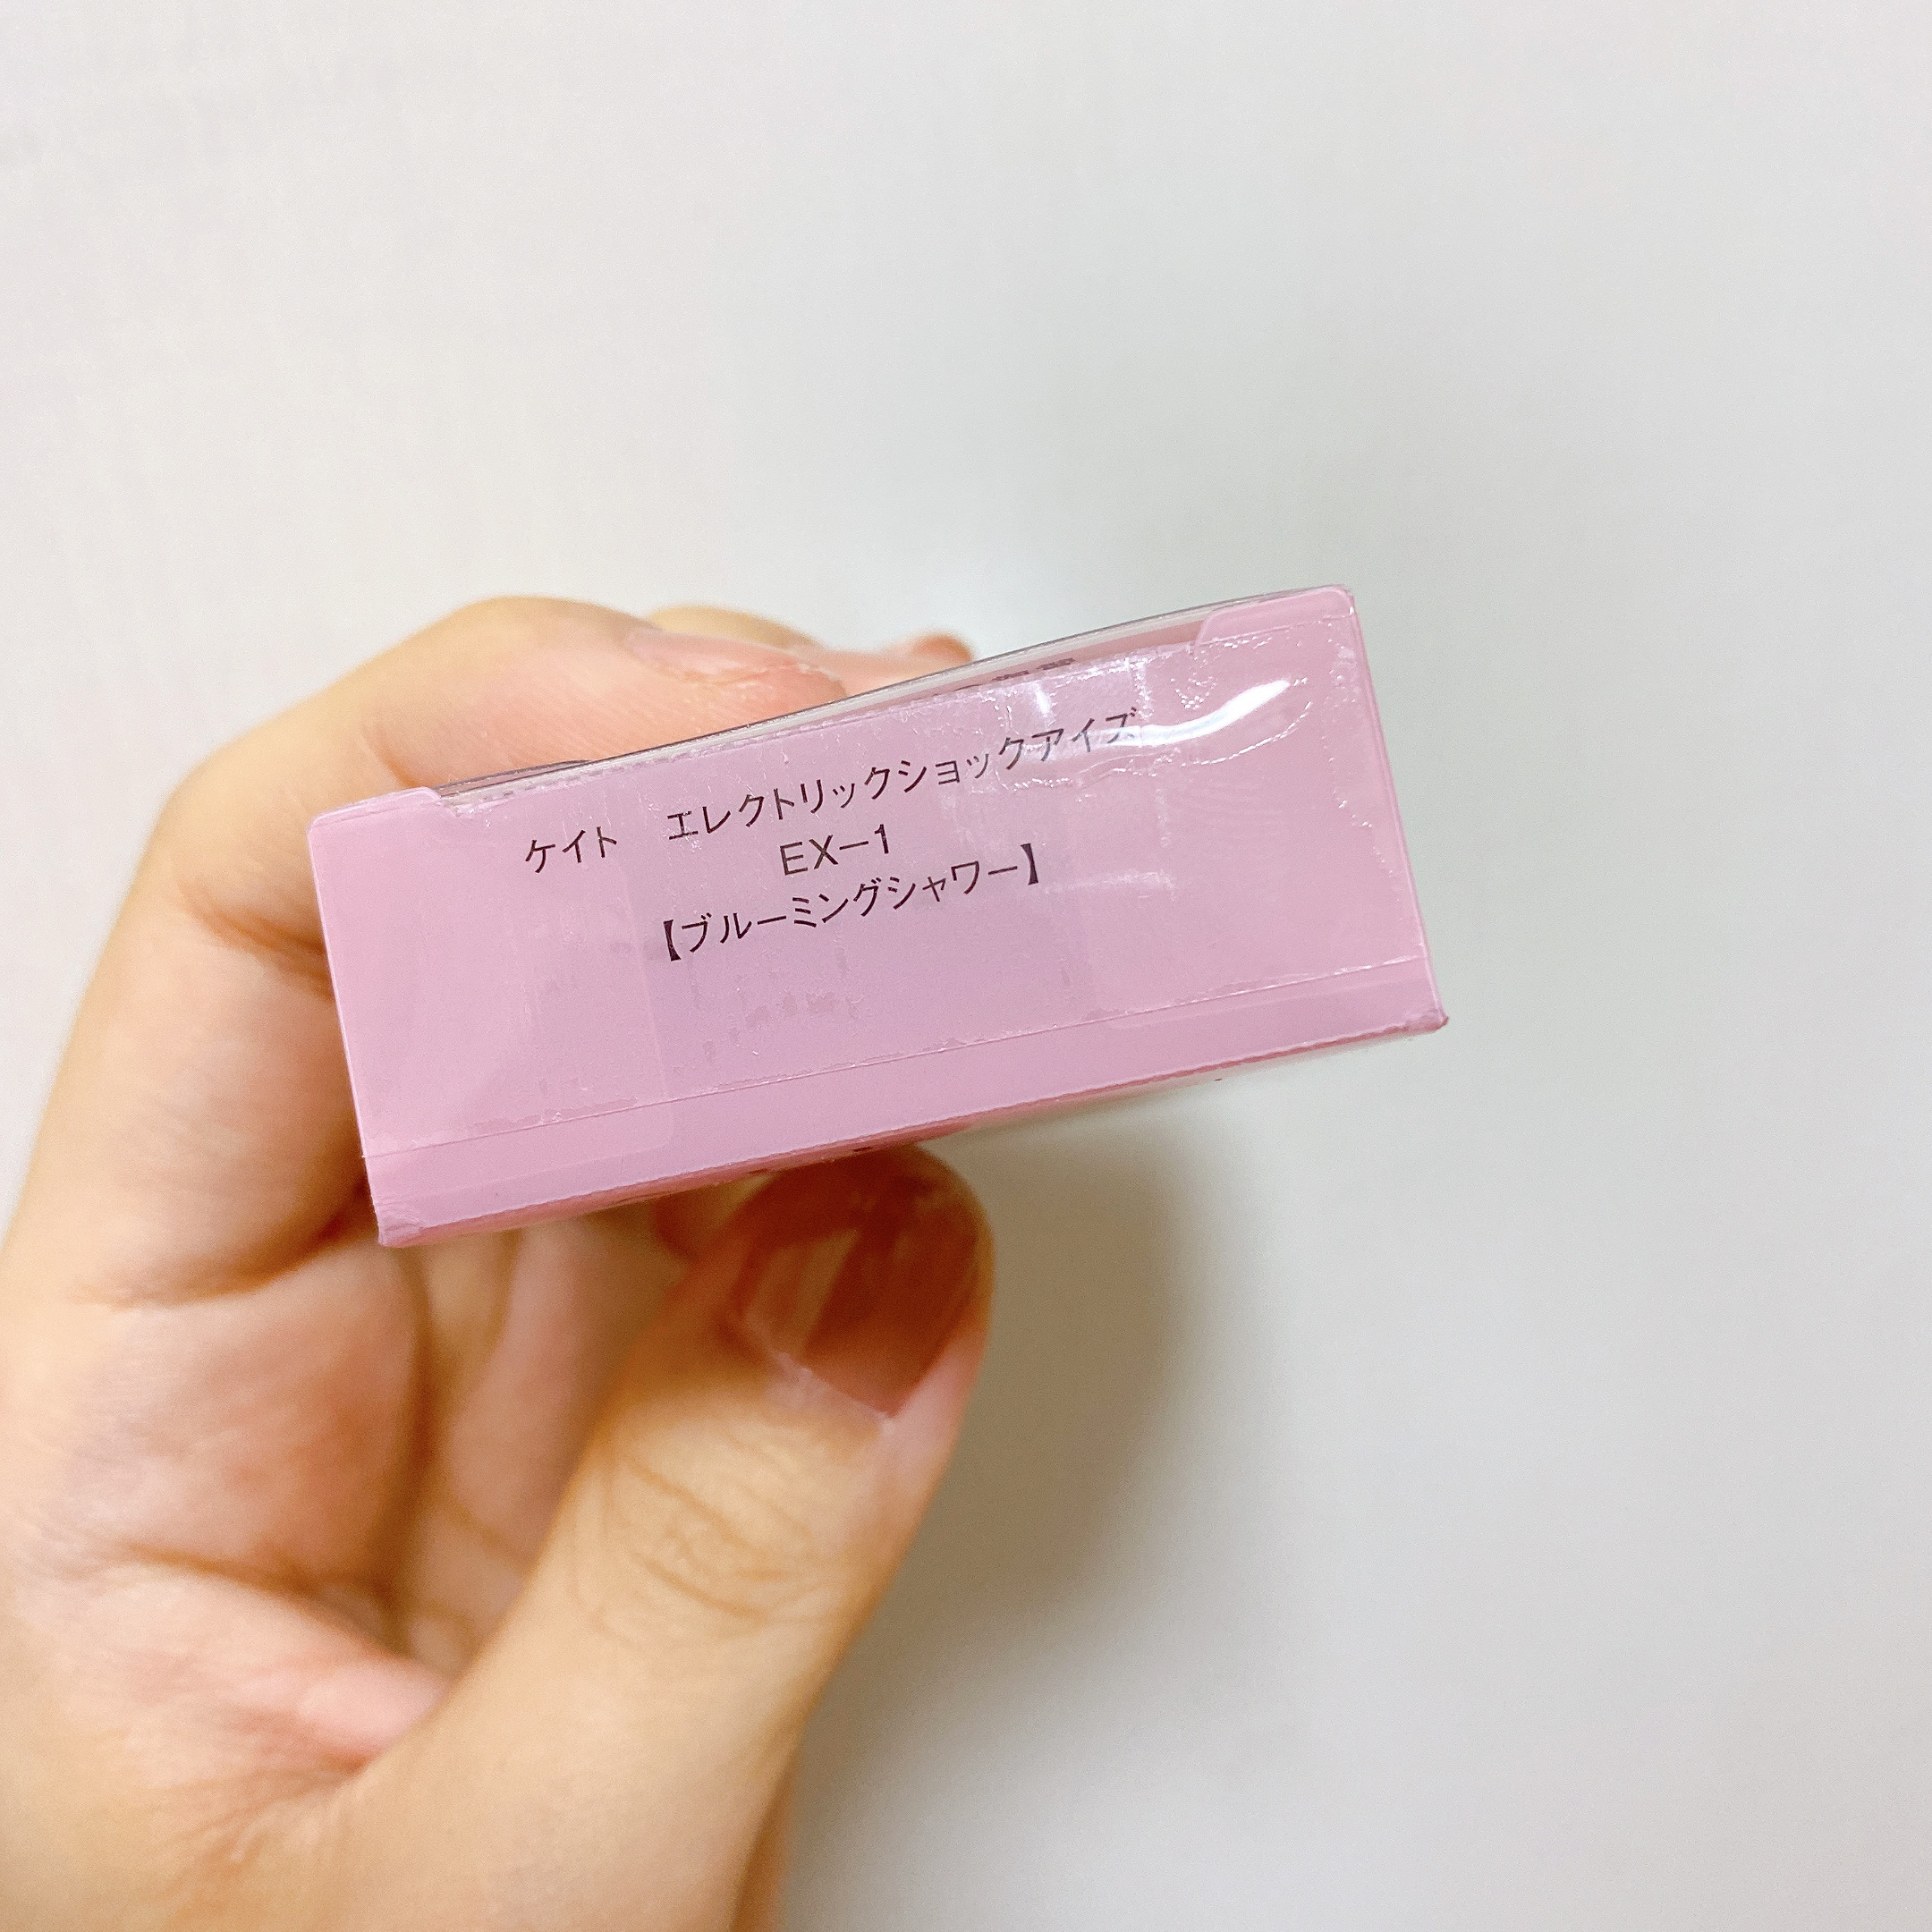 ケイト　エレクトリックショックアイズ
EX−1
【ブルーミングシャワー】